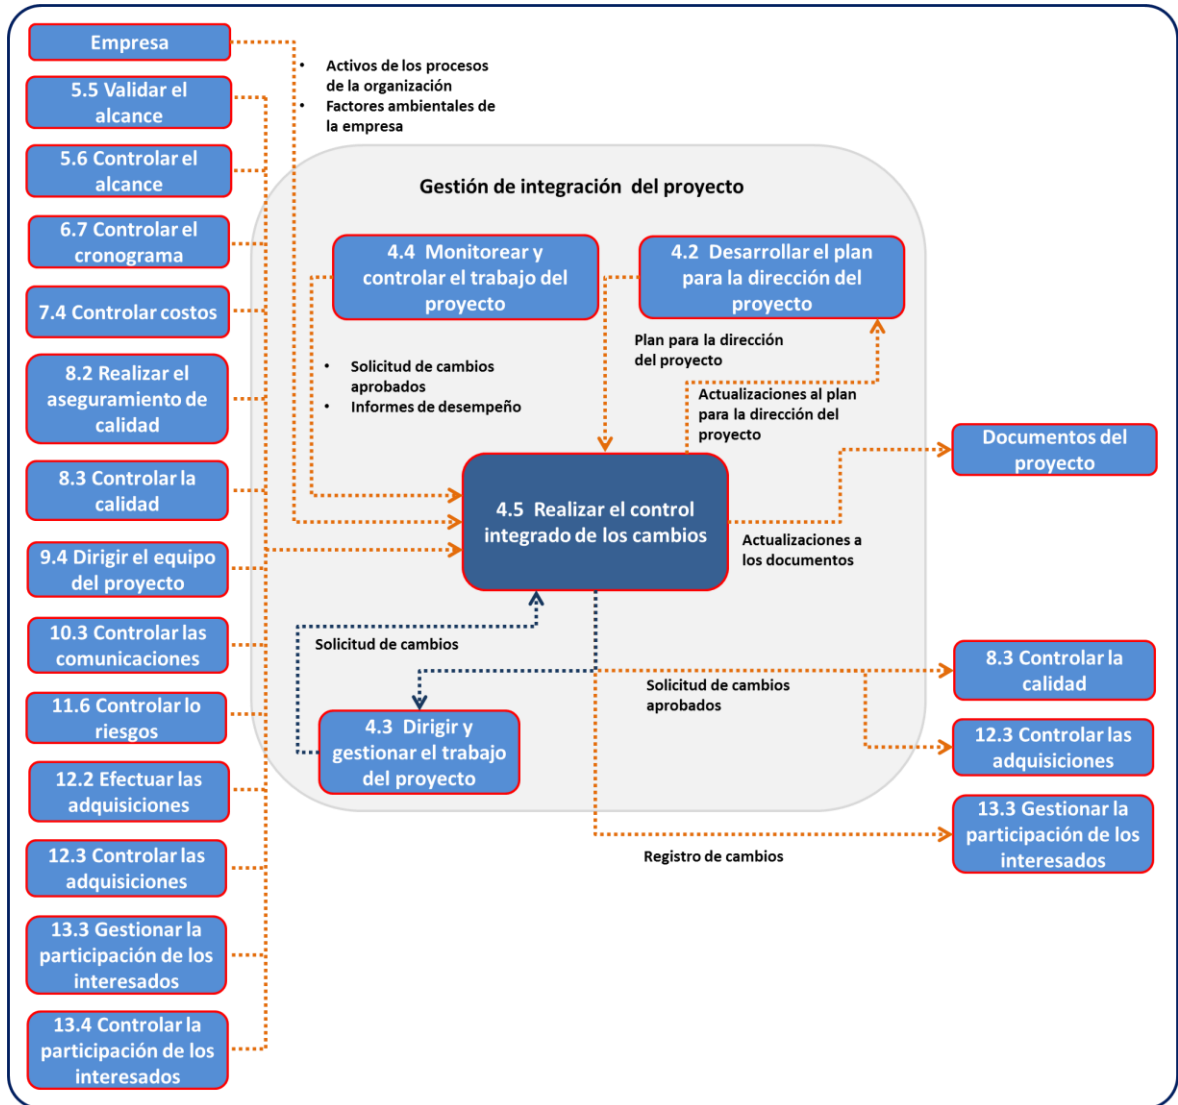 Empresa
5.5 Validar el
alcance
5.6 Controlar el
alcance
6.7 Controlar el
cronograma
7.4 Controlar costos
8.2 Realizar el
aseguramiento de
calidad
8.3 Controlar la
calidad
9.4 Dirigir el equipo
del proyecto
10.3 Controlar las
comunicaciones
11.6 Controlar lo
riesgos
12.2 Efectuar las
adquisiciones
12.3 Controlar las
adquisiciones
13.3 Gestionar la
participación de los
interesados
13.4 Controlar la
participación de los
interesados
• Activos de los procesos
de la organización
• Factores ambientales de
la empresa
Gestión de integración del proyecto
4.4 Monitorear y
controlar el trabajo del
proyecto
4.2 Desarrollar el plan
para la dirección del
proyecto
• Solicitud de cambios
aprobados
• Informes de desempeño
Plan para la dirección
del proyecto
Actualizaciones al plan
para la dirección del
proyecto
4.5 Realizar el control
integrado de los cambios
Actualizaciones a
los documentos
Solicitud de cambios
4.3 Dirigir y
gestionar el trabajo
del proyecto
Solicitud de cambios
aprobados
Registro de cambios
Documentos del
proyecto
8.3 Controlar la
calidad
12.3 Controlar las
adquisiciones
13.3 Gestionar la
participación de los
interesados